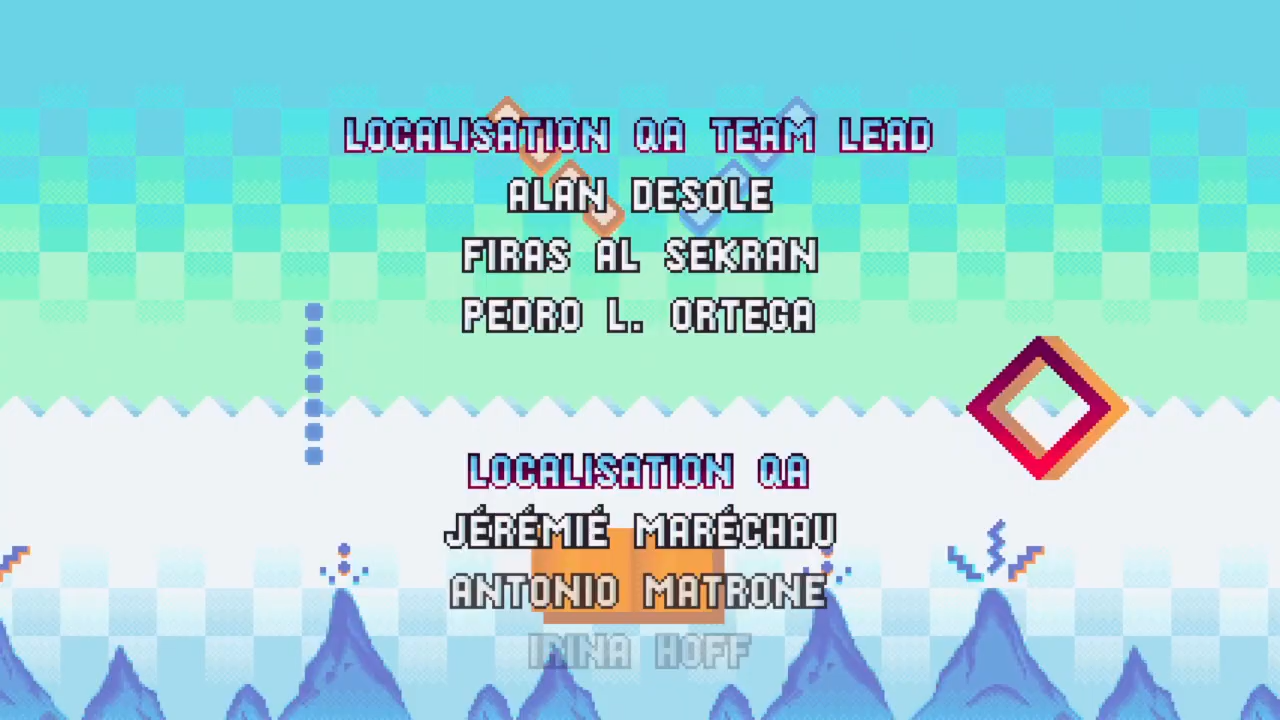 LOCALISATION QA TEAM LEAD
ALAN DESOLE
FIRAS AL SEKRAN
PEDRO L. ORTEGA
LOCALISATION QA
JÉRÉMIÉ MARÉCHAU
ANTONIO MATRONE
IRINA HOFF